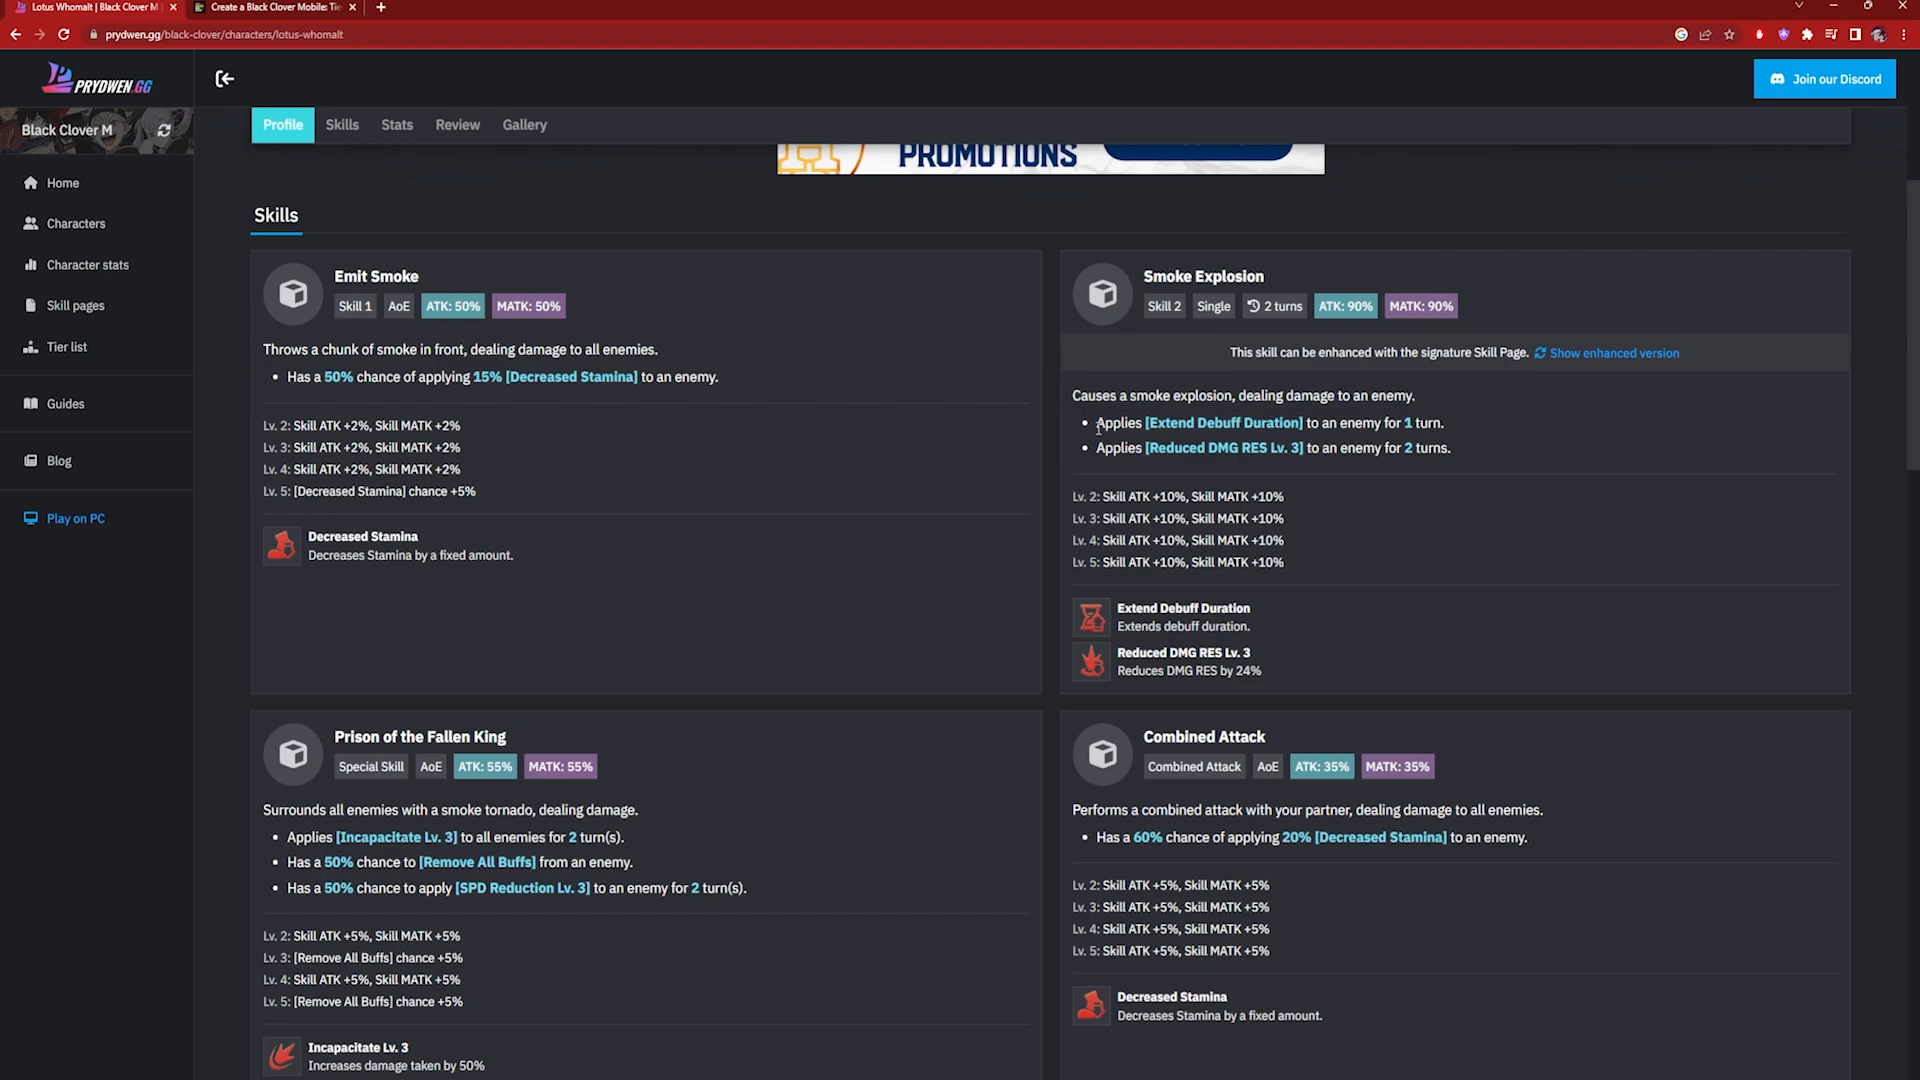 Lotus Whomalt | Black Clover M
Create a Black Clover Mobile: Tie
prydwen.gg/black-clover/characters/lotus-whomalt
PRYDWEN.GG
Join our Discord
Black Clover M
Profile
Skills
Stats
Review
Gallery
PROMOTIONS
Home
Characters
Character stats
Skill pages
Tier list
Guides
Blog
Play on PC
Skills
Emit Smoke
Skill 1
AoE
ATK: 50%
MATK: 50%
Throws a chunk of smoke in front, dealing damage to all enemies.
• Has a 50% chance of applying 15% [Decreased Stamina] to an enemy.
Lv. 2: Skill ATK +2%, Skill MATK +2%
Lv. 3: Skill ATK +2%, Skill MATK +2%
Lv. 4: Skill ATK +2%, Skill MATK +2%
Lv. 5: [Decreased Stamina] chance +5%
Decreased Stamina
Decreases Stamina by a fixed amount.
Smoke Explosion
Skill 2
Single
2 turns
ATK: 90%
MATK: 90%
This skill can be enhanced with the signature Skill Page. Show enhanced version
Causes a smoke explosion, dealing damage to an enemy.
• Applies [Extend Debuff Duration] to an enemy for 1 turn.
• Applies [Reduced DMG RES Lv. 3] to an enemy for 2 turns.
Lv. 2: Skill ATK +10%, Skill MATK +10%
Lv. 3: Skill ATK +10%, Skill MATK +10%
Lv. 4: Skill ATK +10%, Skill MATK +10%
Lv. 5: Skill ATK +10%, Skill MATK +10%
Extend Debuff Duration
Extends debuff duration.
Reduced DMG RES Lv. 3
Reduces DMG RES by 24%
Prison of the Fallen King
Special Skill
AoE
ATK: 55%
MATK: 55%
Surrounds all enemies with a smoke tornado, dealing damage.
• Applies [Incapacitate Lv. 3] to all enemies for 2 turn(s).
• Has a 50% chance to [Remove All Buffs] from an enemy.
• Has a 50% chance to apply [SPD Reduction Lv. 3] to an enemy for 2 turn(s).
Lv. 2: Skill ATK +5%, Skill MATK +5%
Lv. 3: [Remove All Buffs] chance +5%
Lv. 4: Skill ATK +5%, Skill MATK +5%
Lv. 5: [Remove All Buffs] chance +5%
Incapacitate Lv. 3
Increases damage taken by 50%
Combined Attack
Combined Attack
AoE
ATK: 35%
MATK: 35%
Performs a combined attack with your partner, dealing damage to all enemies.
• Has a 60% chance of applying 20% [Decreased Stamina] to an enemy.
Lv. 2: Skill ATK +5%, Skill MATK +5%
Lv. 3: Skill ATK +5%, Skill MATK +5%
Lv. 4: Skill ATK +5%, Skill MATK +5%
Lv. 5: Skill ATK +5%, Skill MATK +5%
Decreased Stamina
Decreases Stamina by a fixed amount.